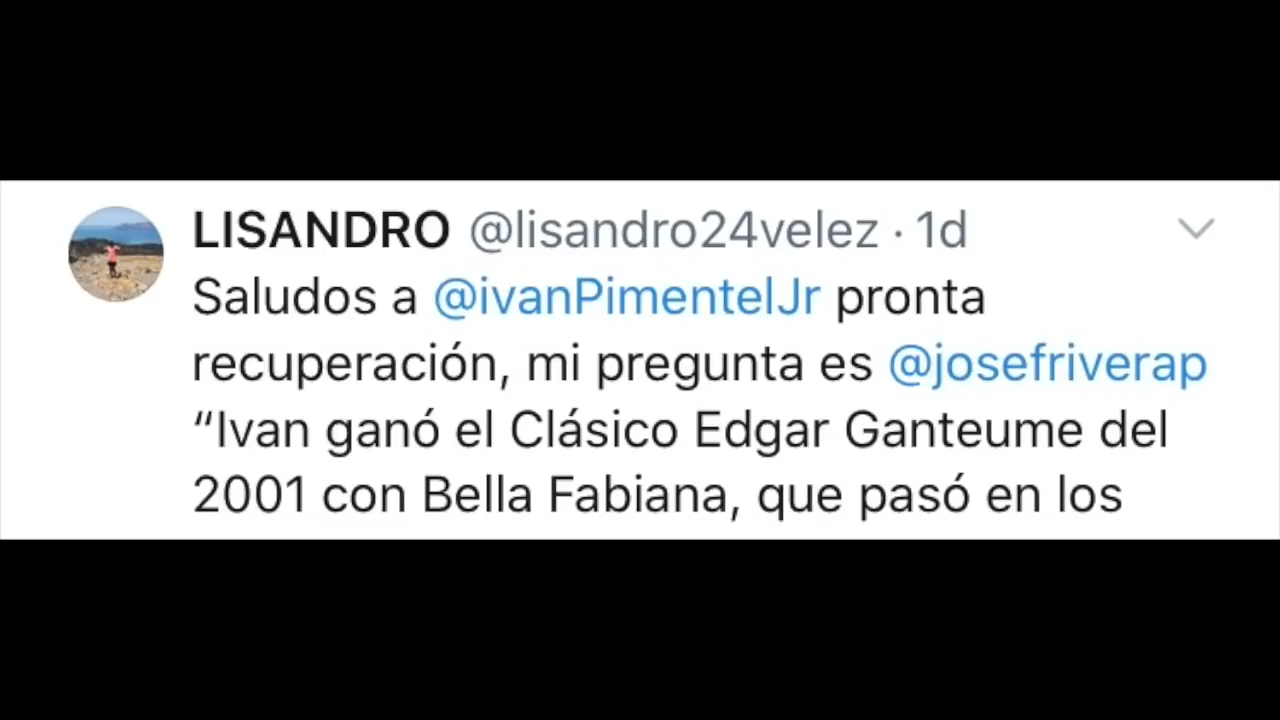 LISANDRO @lisandro24velez · 1d
Saludos a @ivanPimentelJr pronta
recuperación, mi pregunta es @josefriverap
“Ivan ganó el Clásico Edgar Ganteume del
2001 con Bella Fabiana, que pasó en los